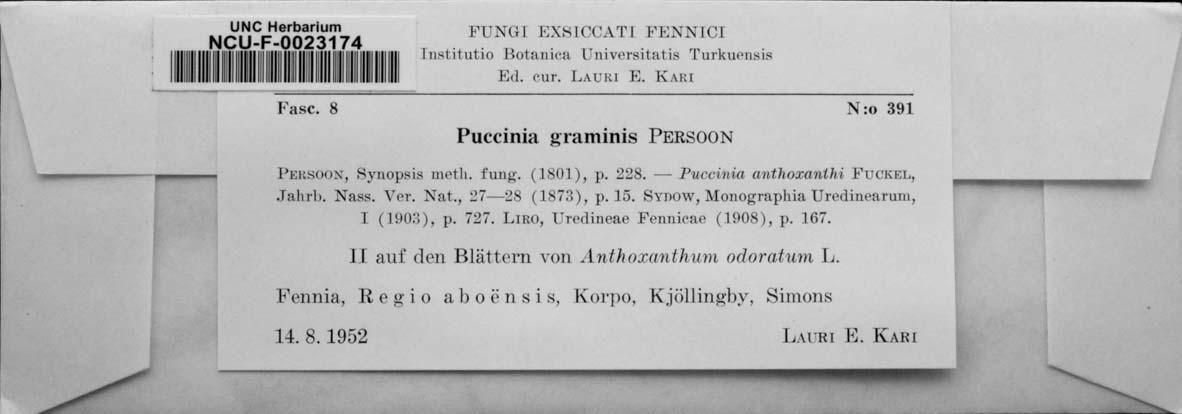 UNC Herbarium
NCU-F-0023174
FUNGI EXSICCATI FENNICI
Institutio Botanica Universitatis Turkuensis
Ed. cur. LAURI E. KARI
Fasc. 8 N:o 391
Puccinia graminis PERSOON
PERSOON, Synopsis meth. fung. (1801), p. 228. — Puccinia anthoxanthi FUCKEL,
Jahrb. Nass. Ver. Nat., 27—28 (1873), p. 15. SYDOW, Monographia Uredinearum,
I (1903), p. 727. LIRO, Uredineae Fennicae (1908), p. 167.
II auf den Blättern von Anthoxanthum odoratum L.
Fennia, Regio aboënsis, Korpo, Kjöllingby, Simons
14. 8. 1952 LAURI E. KARI